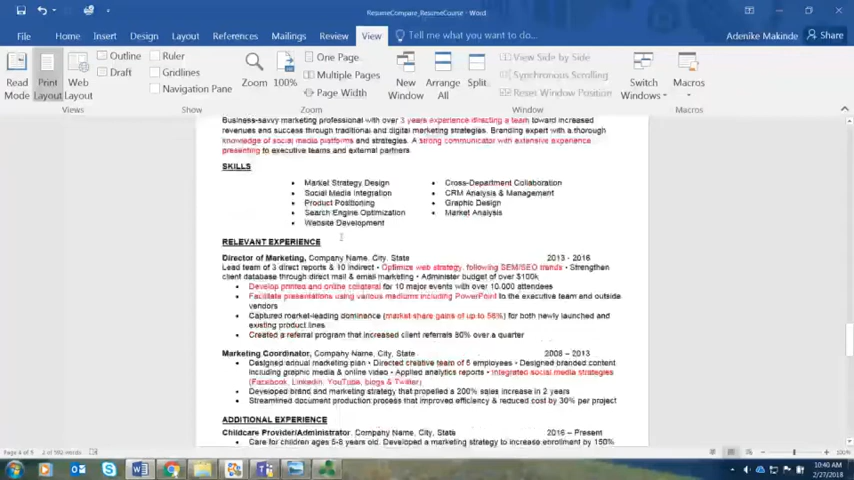 ResumeCompare_ResumeCourse - Word
File Home Insert Design Layout References Mailings Review View Tell me what you want to do... Adenike Makinde Share
Read Mode
Print Layout
Web Layout
Outline
Draft
Views
Ruler
Gridlines
Navigation Pane
Show
Zoom
100%
One Page
Multiple Pages
Page Width
Zoom
New Window
Arrange All
Split
View Side by Side
Synchronous Scrolling
Reset Window Position
Window
Switch Windows
Macros
Macros
Business-savvy marketing professional with over 3 years experience directing a team toward increased
revenues and success through traditional and digital marketing strategies. Branding expert with a thorough
knowledge of social media platforms and strategies. A strong communicator with extensive experience
presenting to executive teams and external partners
SKILLS
• Market Strategy Design
• Social Media Integration
• Product Positioning
• Search Engine Optimization
• Website Development
• Cross-Department Collaboration
• CRM Analysis & Management
• Graphic Design
• Market Analysis
RELEVANT EXPERIENCE
Director of Marketing, Company Name, City, State 2013 - 2016
Lead team of 3 direct reports & 10 indirect • Optimize web strategy, following SEM/SEO trends • Strengthen
client database through direct mail & email marketing • Administer budget of over $100k
• Develop printed and online collateral for 10 major events with over 10,000 attendees
• Facilitate presentations using various mediums including PowerPoint to the executive team and outside
vendors
• Captured market-leading dominance (market share gains of up to 56%) for both newly launched and
existing product lines
• Created a referral program that increased client referrals 80% over a quarter
Marketing Coordinator, Company Name, City, State 2008 – 2013
• Designed annual marketing plan • Directed creative team of 5 employees • Designed branded content
including graphic media & online video • Applied analytics reports • Integrated social media strategies
(Facebook, LinkedIn, YouTube, blogs & Twitter)
• Developed brand and marketing strategy that propelled a 200% sales increase in 2 years
• Streamlined document production process that improved efficiency & reduced cost by 30% per project
ADDITIONAL EXPERIENCE
Childcare Provider/Administrator, Company Name, City, State 2016 – Present
• Care for children ages 5-8 years old. Developed a marketing strategy to increase enrollment by 150%
Page 4 of 5 2 of 592 words 100%
10:40 AM
2/27/2018